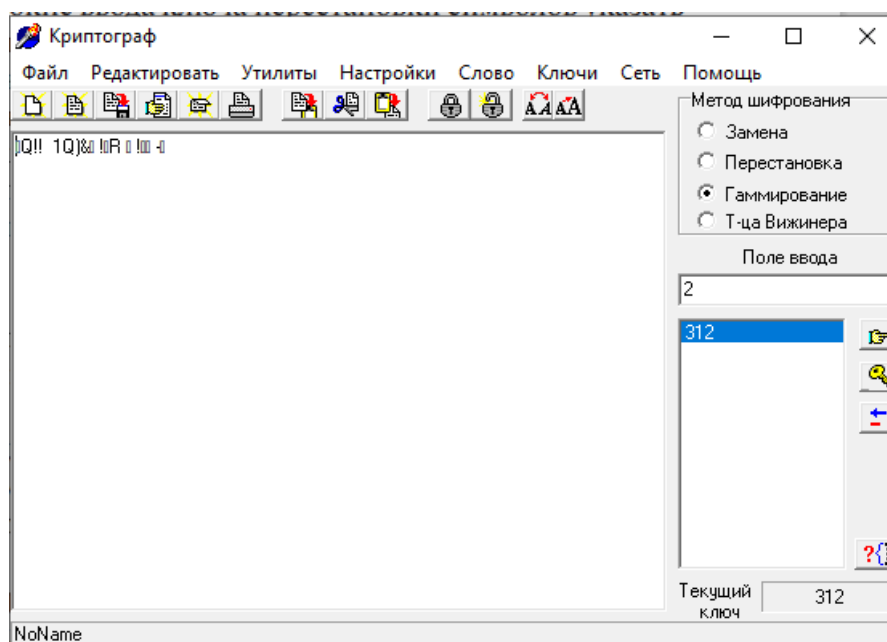 Криптограф
Файл Редактировать Утилиты Настройки Слово Ключи Сеть Помощь
Метод шифрования
Замена
Перестановка
Гаммирование
Т-ца Вижинера
Поле ввода
2
312
Текущий ключ
312
NoName